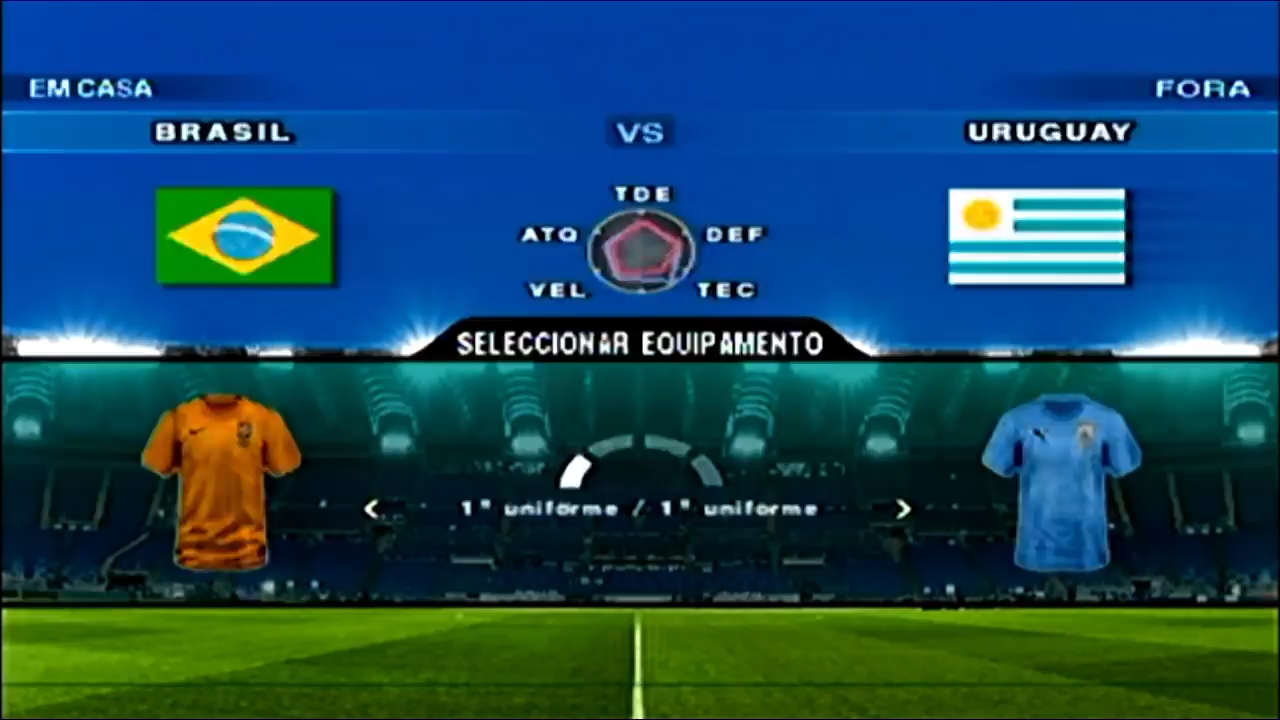 EM CASA
FORA
BRASIL
VS
URUGUAY
TDE
ATQ
DEF
VEL
TEC
SELECCIONAR EQUIPAMENTO
< 1º uniforme / 1º uniforme >